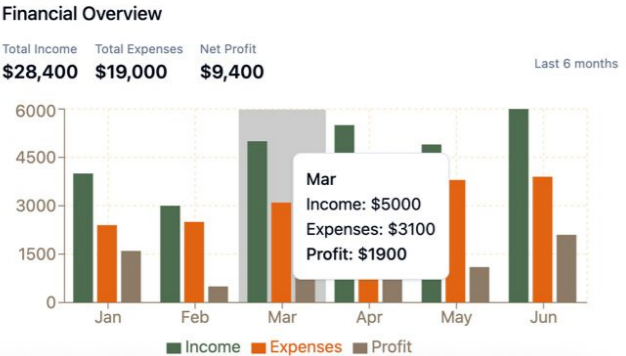 Financial Overview
Total Income Total Expenses Net Profit
$28,400 $19,000 $9,400
Last 6 months
6000
4500
3000
1500
0
Mar
Income: $5000
Expenses: $3100
Profit: $1900
Jan Feb Mar Apr May Jun
Income Expenses Profit